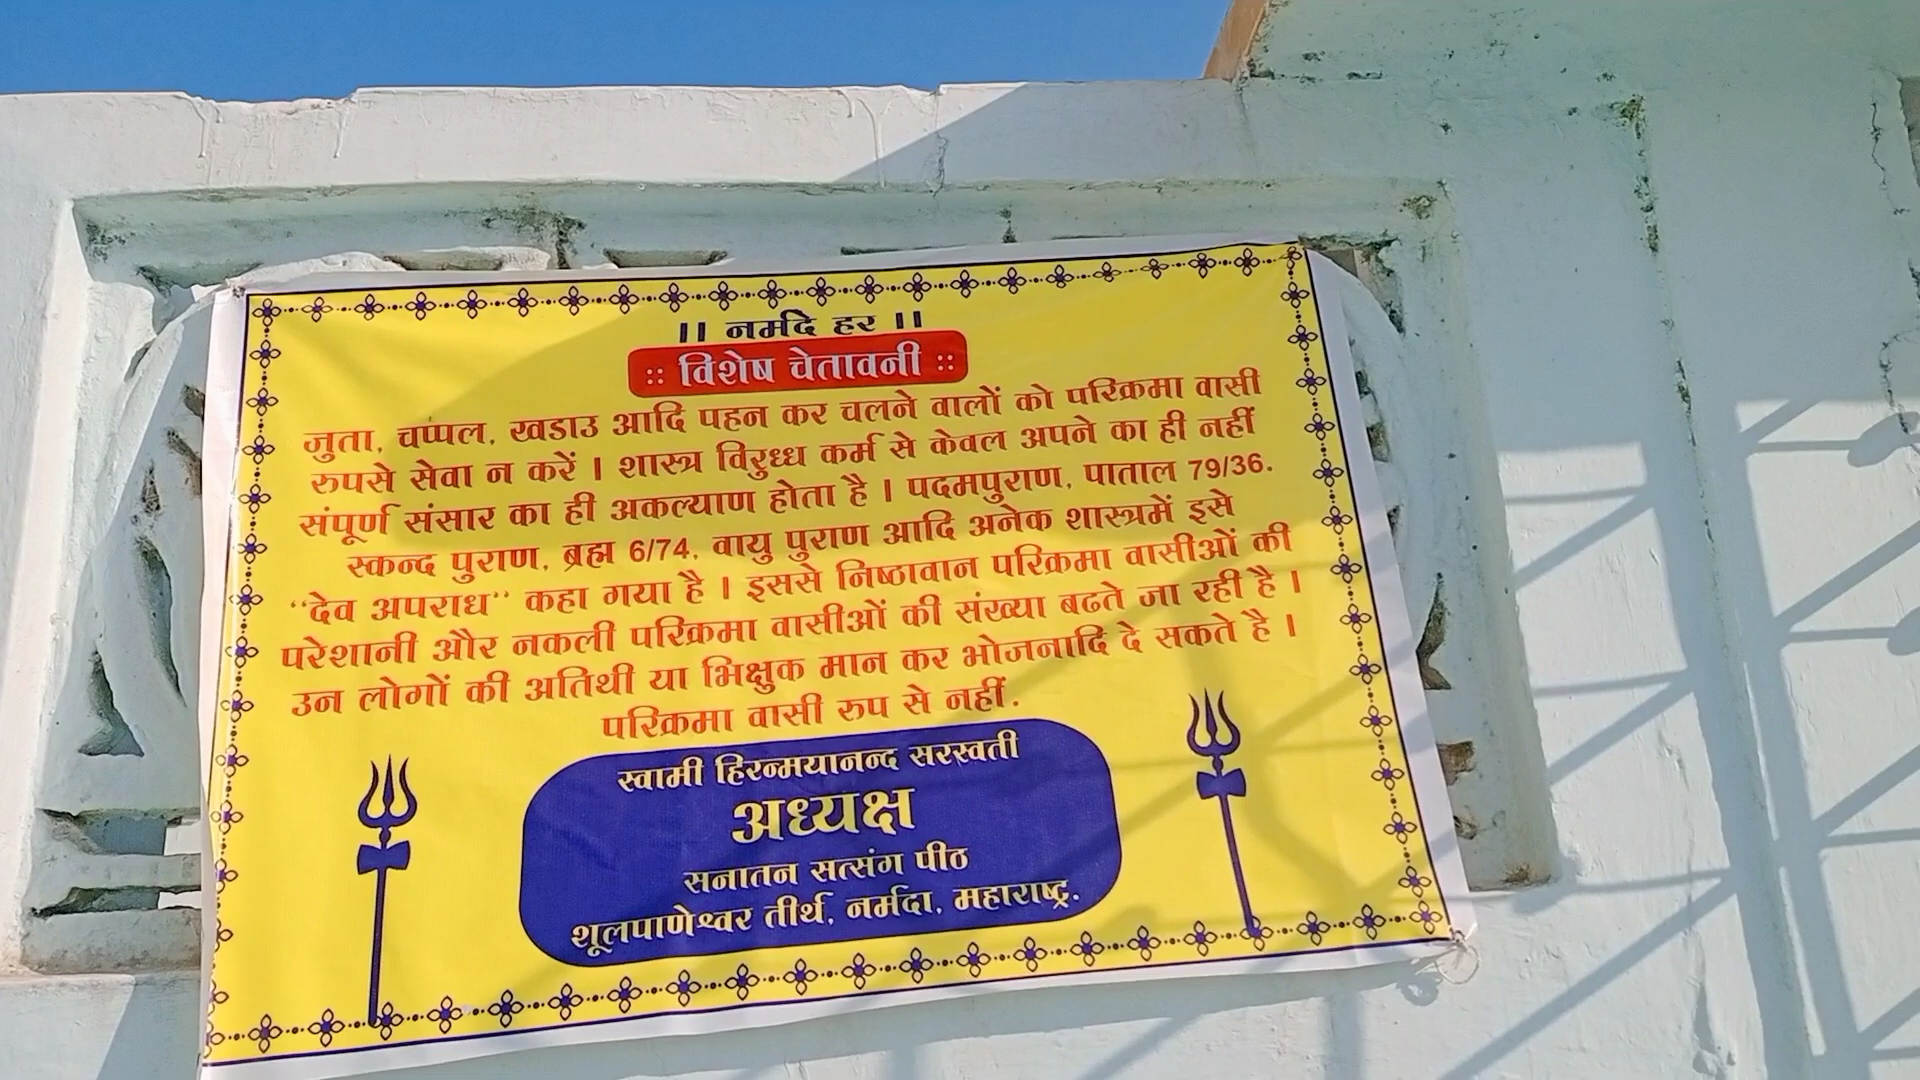 ।। नर्मदे हर ।।
:: विशेष चेतावनी ::
जुता, चप्पल, खडाउ आदि पहन कर चलने वालों को परिक्रमा वासी
रुपसे सेवा न करें । शास्त्र विरुध्ध कर्म से केवल अपने का ही नहीं
संपूर्ण संसार का ही अकल्याण होता है । पदमपुराण, पाताल 79/36.
स्कन्द पुराण, ब्रह्म 6/74, वायु पुराण आदि अनेक शास्त्रमें इसे
“देव अपराध” कहा गया है । इससे निष्ठावान परिक्रमा वासीओं की
परेशानी और नकली परिक्रमा वासीओं की संख्या बढते जा रही है ।
उन लोगों की अतिथी या भिक्षुक मान कर भोजनादि दे सकते है ।
परिक्रमा वासी रुप से नहीं.
स्वामी हिरन्मयानन्द सरस्वती
अध्यक्ष
सनातन सत्संग पीठ
शूलपाणेश्वर तीर्थ, नर्मदा, महाराष्ट्र.